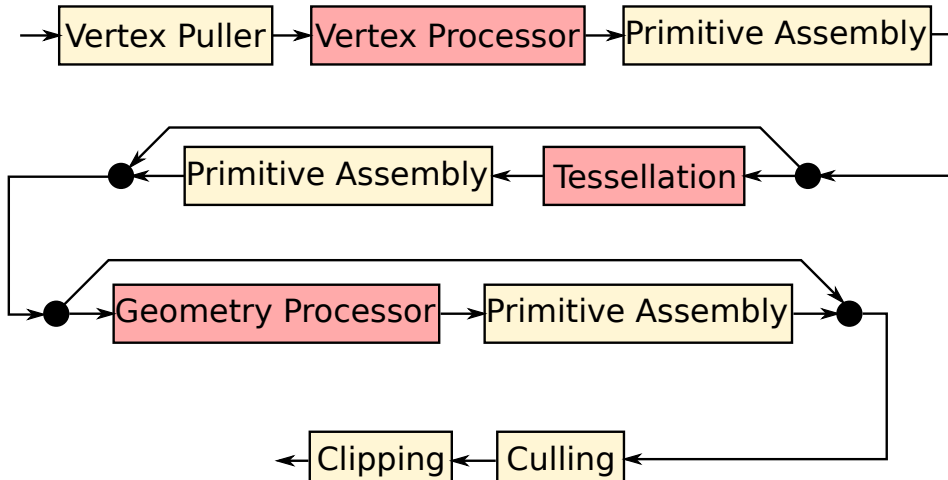 Vertex Puller
Vertex Processor
Primitive Assembly
Primitive Assembly
Tessellation
Geometry Processor
Primitive Assembly
Clipping
Culling